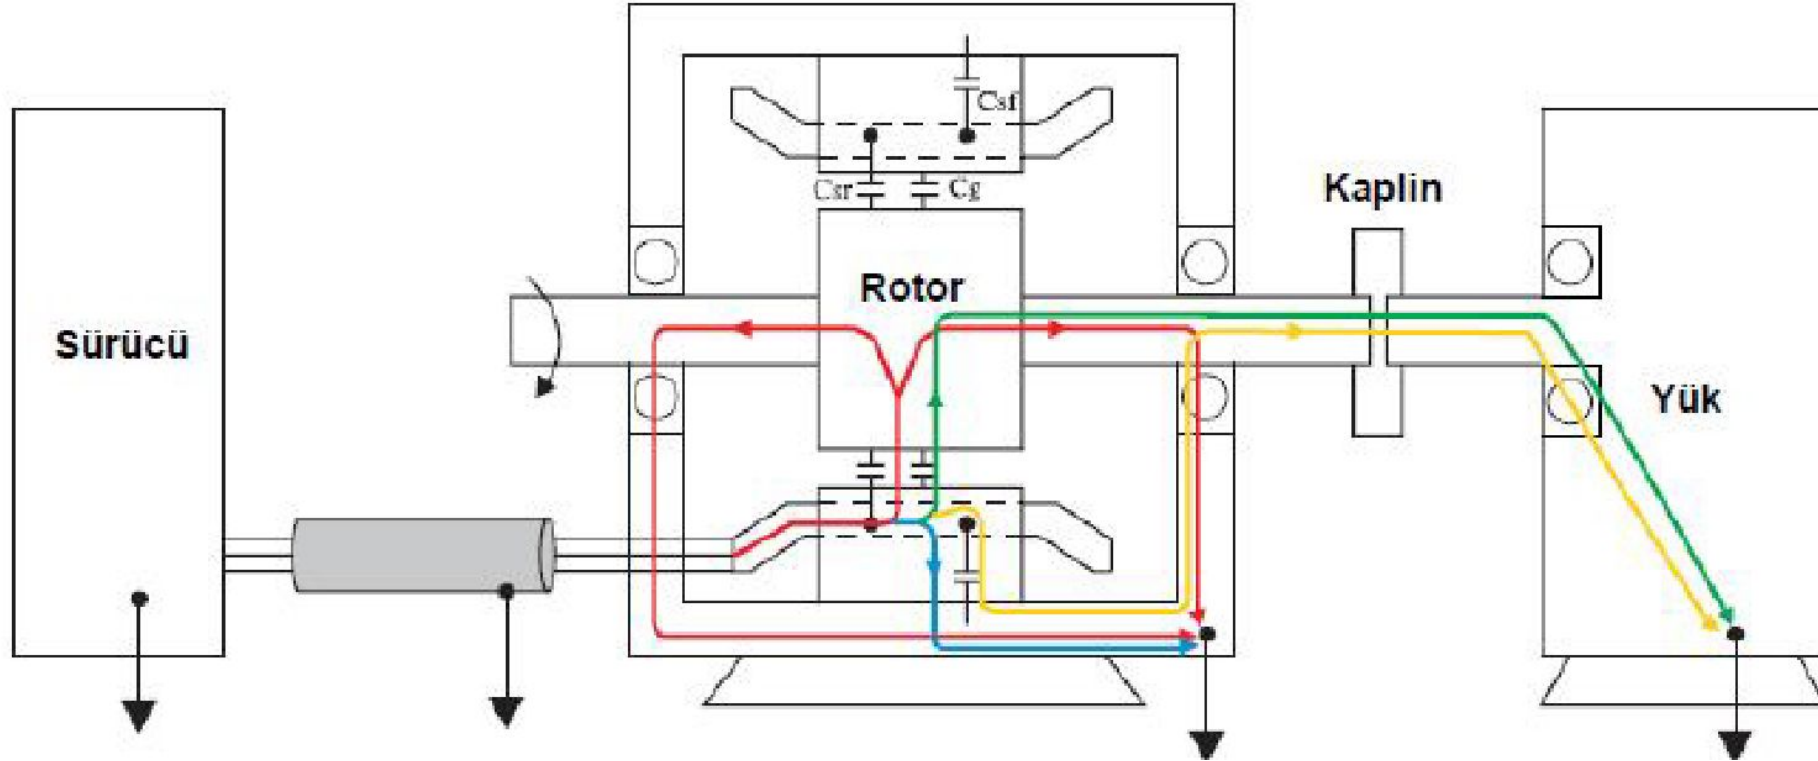 Csf
Csr
Cg
Kaplin
Rotor
Sürücü
Yük